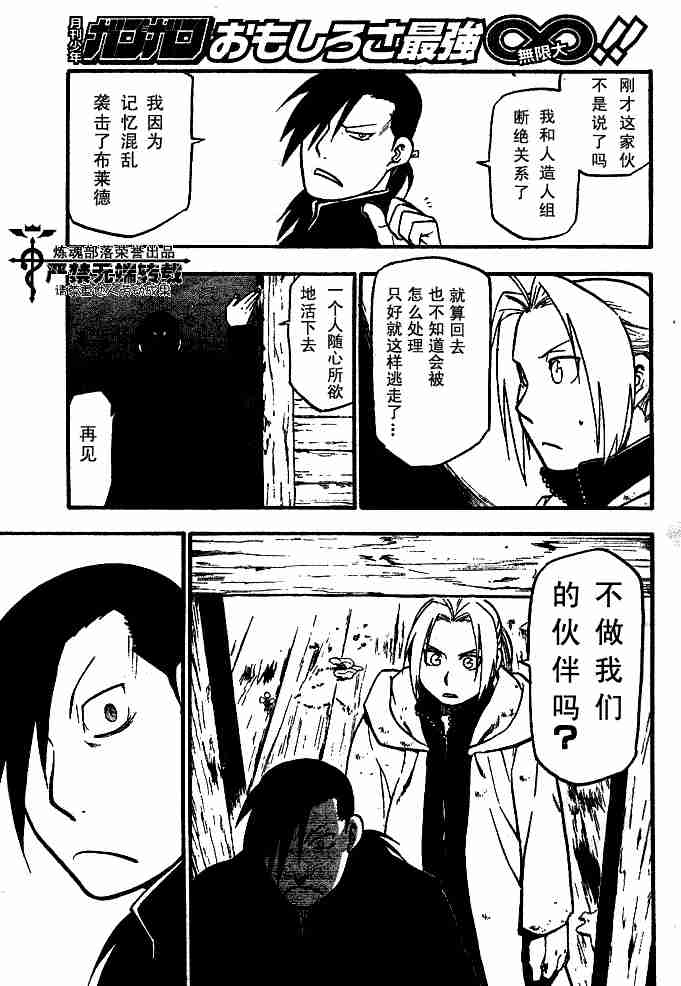 月刊少年
ガンガン
おもしろさ最強
無限大
!!
刚才这家伙
不是说了吗
我和人造人组
断绝关系了
我因为
记忆混乱
袭击了布莱德
炼魂部落荣誉出品
严禁无端转载
就算回去
也不知道会被
怎么处理
只好就这样逃走了…
一个人随心所欲
地活下去
再见
不做我们
的伙伴吗?